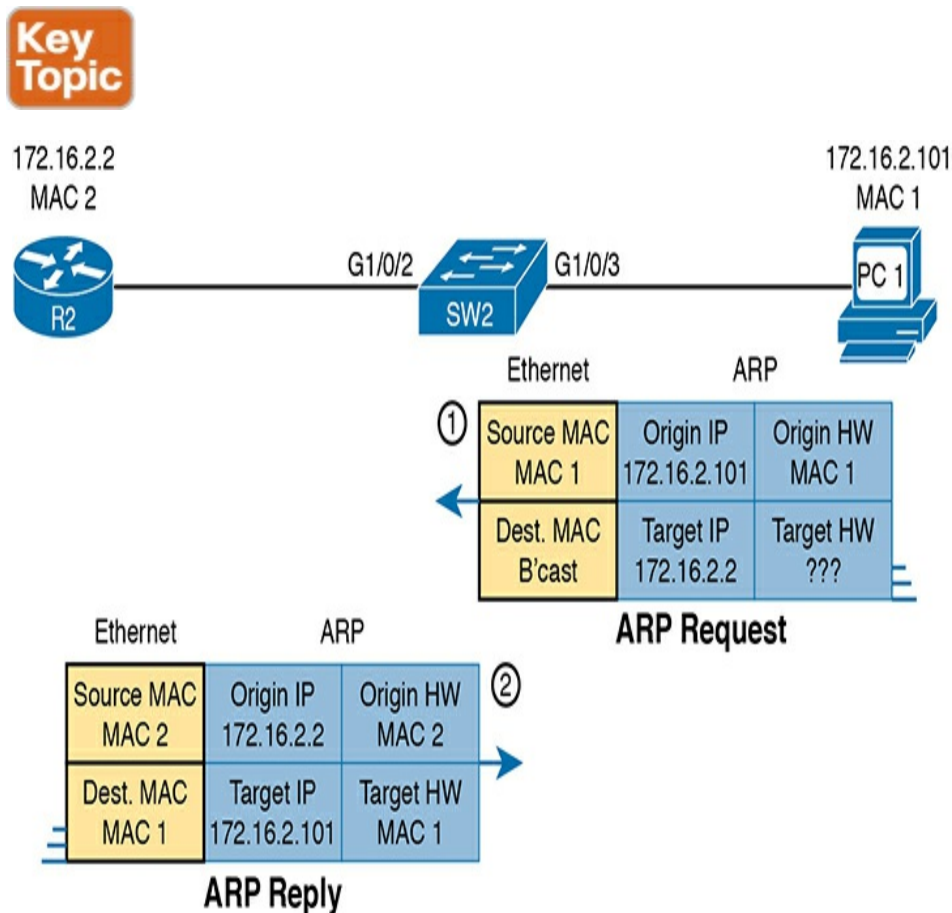 Key
Topic
172.16.2.2
MAC 2
172.16.2.101
MAC 1
R2
G1/0/2
SW2
G1/0/3
PC 1
Ethernet
ARP
1
Source MAC
MAC 1
Origin IP
172.16.2.101
Origin HW
MAC 1
Dest. MAC
B'cast
Target IP
172.16.2.2
Target HW
???
ARP Request
Ethernet
ARP
Source MAC
MAC 2
Origin IP
172.16.2.2
Origin HW
MAC 2
2
Dest. MAC
MAC 1
Target IP
172.16.2.101
Target HW
MAC 1
ARP Reply